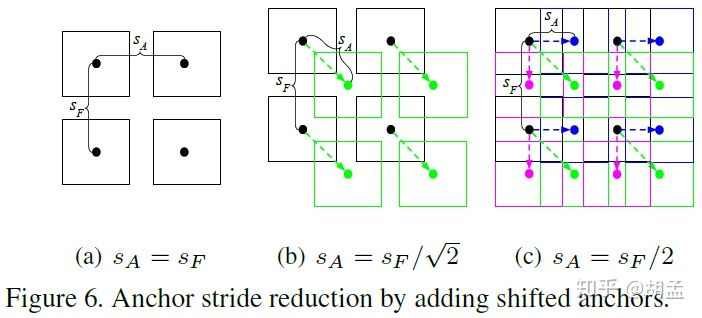 s_A
s_F
s_A
s_F
s_A
s_F
(a) s_A = s_F
(b) s_A = s_F/√2
(c) s_A = s_F/2
Figure 6. Anchor stride reduction by adding shifted anchors.
知乎 @胡孟